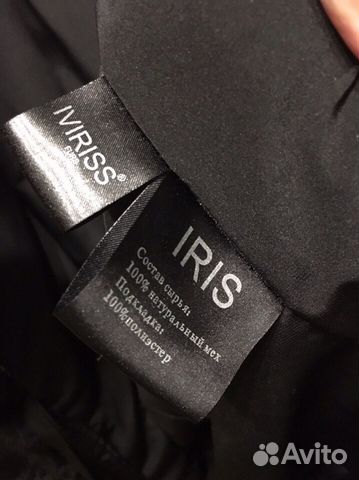 IVIRISS®
IRIS
Состав сырья:
100% натуральный мех
Подкладка:
100%полиэстер
Avito